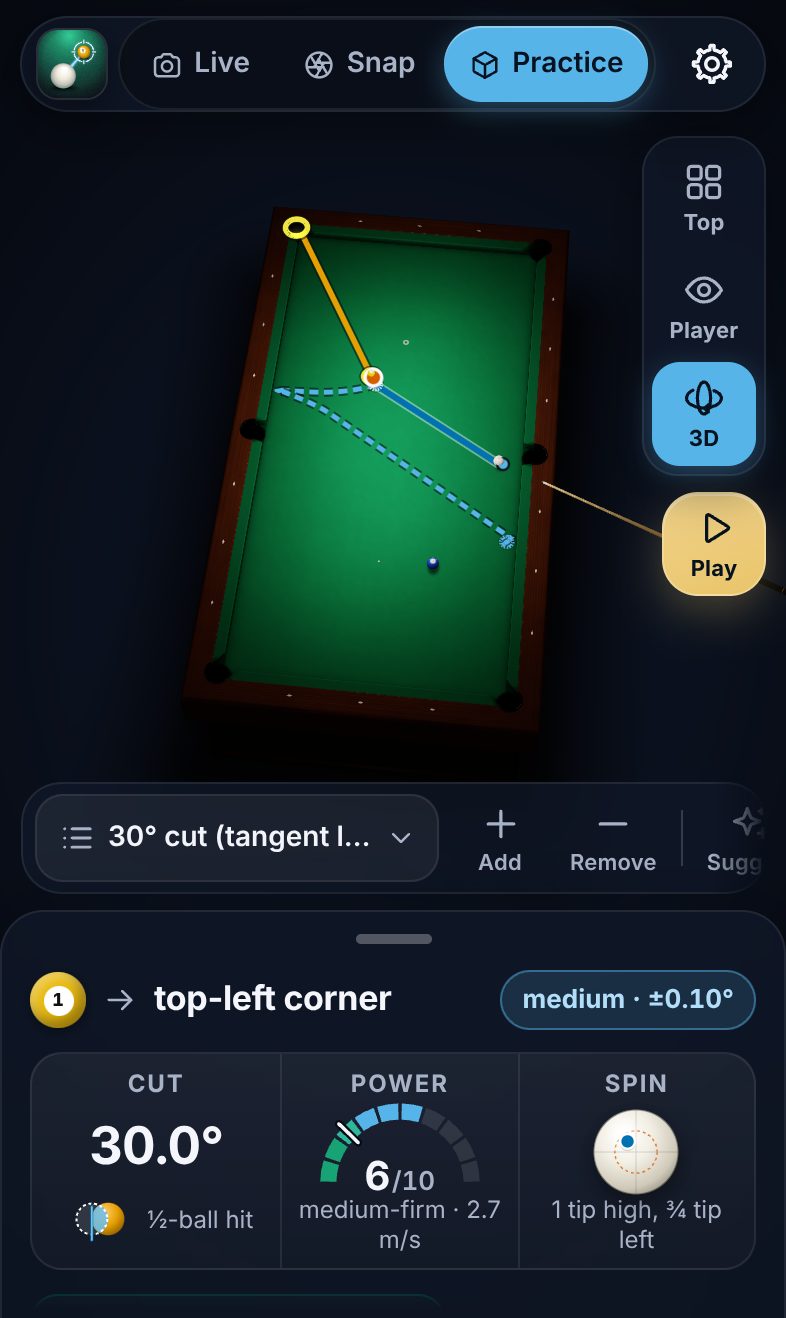 Live
Snap
Practice
Top
Player
3D
Play
30° cut (tangent l...
Add
Remove
Sugg
1
top-left corner
medium · ±0.10°
CUT
POWER
SPIN
30.0°
6/10
½-ball hit
medium-firm · 2.7
m/s
1 tip high, ¾ tip
left